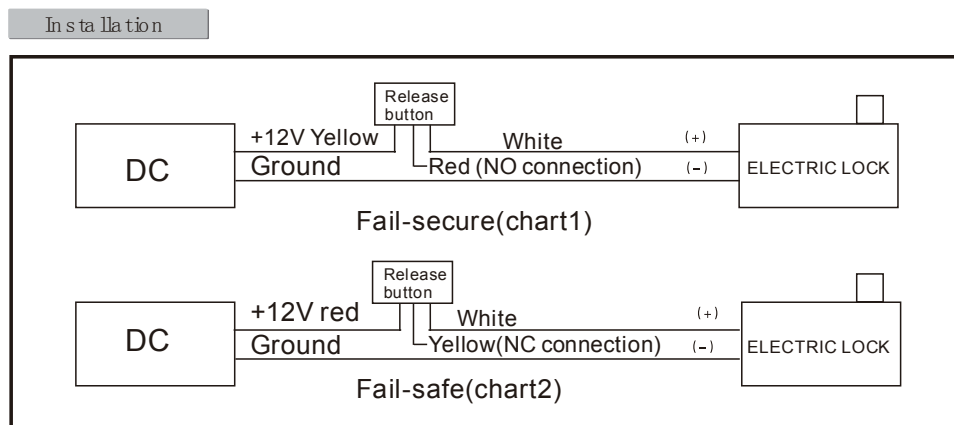 Installation
Release
button
+12V Yellow
White
(+)
DC
Ground
Red (NO connection)
(-)
ELECTRIC LOCK
Fail-secure(chart1)
Release
button
+12V red
White
(+)
DC
Ground
Yellow(NC connection)
(-)
ELECTRIC LOCK
Fail-safe(chart2)